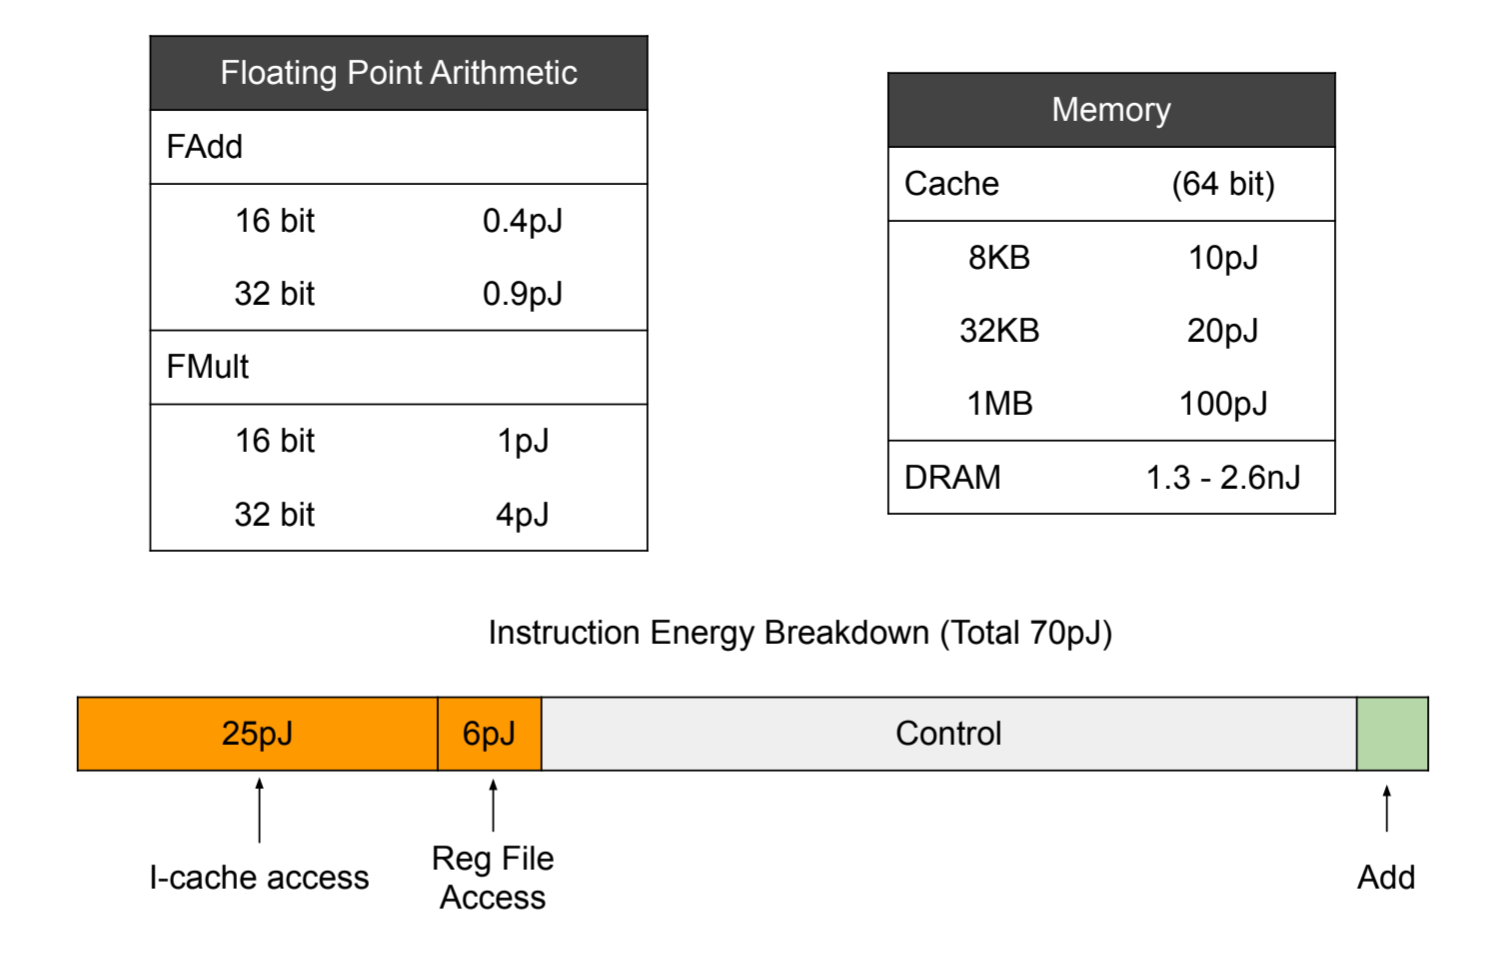 Floating Point Arithmetic
FAdd
16 bit 0.4pJ
32 bit 0.9pJ
FMult
16 bit 1pJ
32 bit 4pJ
Memory
Cache (64 bit)
8KB 10pJ
32KB 20pJ
1MB 100pJ
DRAM 1.3 - 2.6nJ
Instruction Energy Breakdown (Total 70pJ)
25pJ 6pJ Control
I-cache access
Reg File
Access
Add